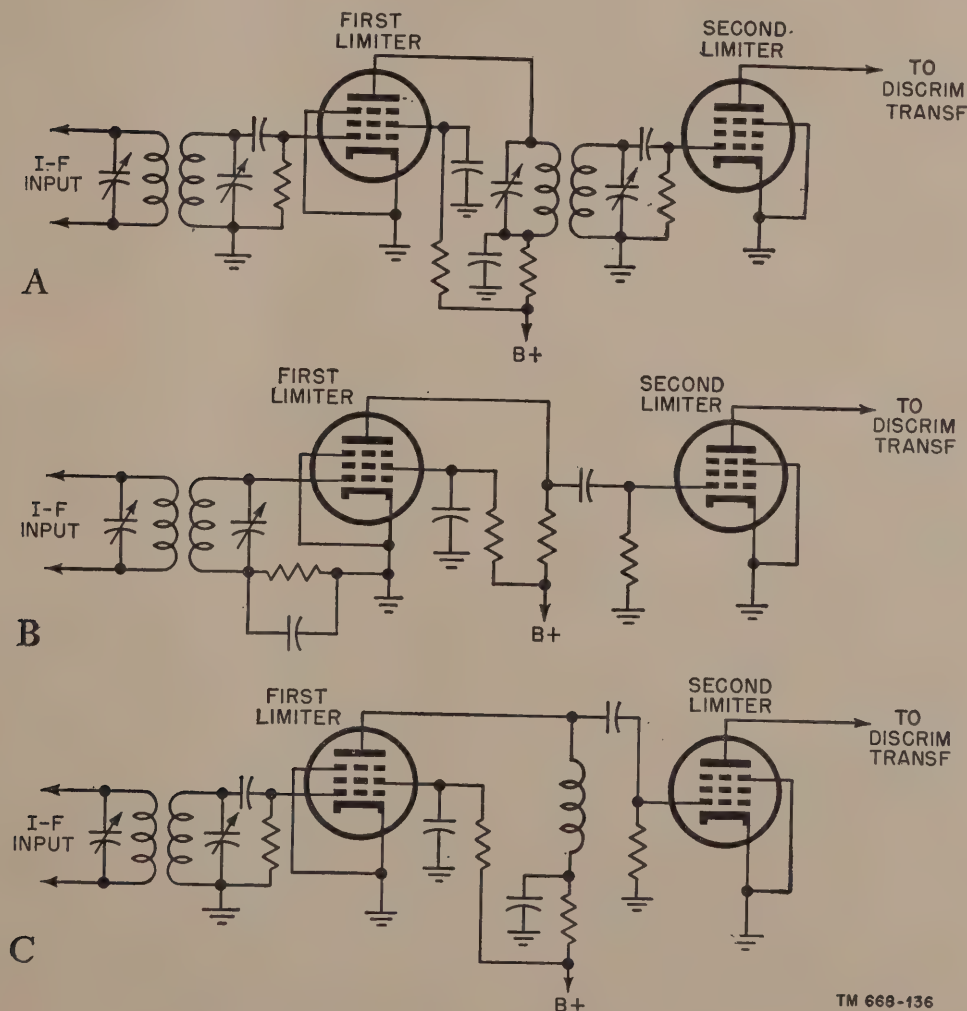 FIRST
LIMITER
SECOND
LIMITER
TO
DISCRIM
TRANSF
I-F
INPUT
B+
A
FIRST
LIMITER
SECOND
LIMITER
TO
DISCRIM
TRANSF
I-F
INPUT
B+
B
FIRST
LIMITER
SECOND
LIMITER
TO
DISCRIM
TRANSF
I-F
INPUT
B+
C
TM 668-136